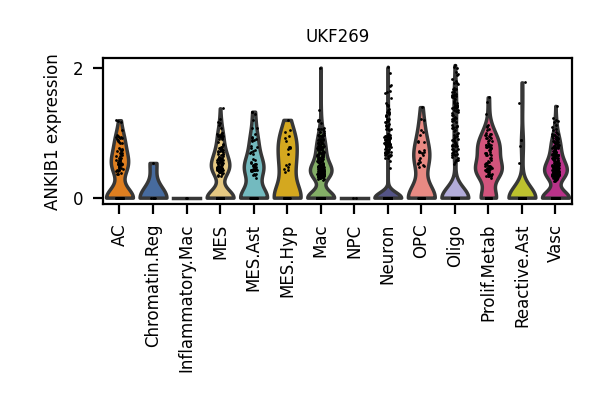 UKF269
ANKIB1 expression
2
0
AC
Chromatin.Reg
Inflammatory.Mac
MES
MES.Ast
MES.Hyp
Mac
NPC
Neuron
OPC
Oligo
Prolif.Metab
Reactive.Ast
Vasc